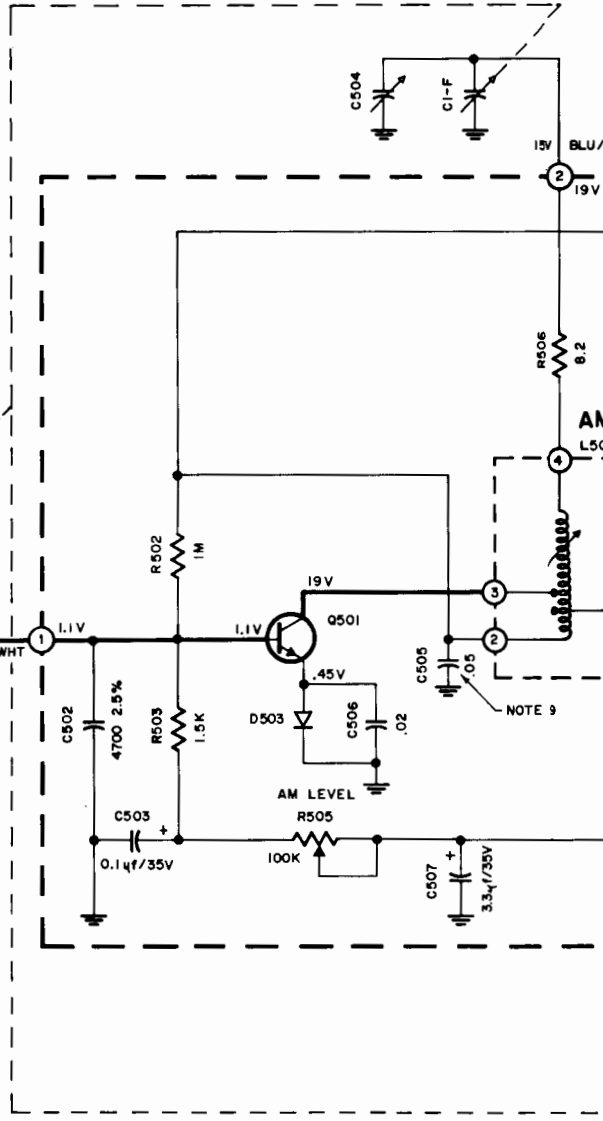 C504
C1-F
15V BLU/
2
19V
R506
8.2
AM
L50
4
R502
1M
19V
3
Q501
1.1V
1.1V
1
WHT
2
.45V
C505
.05
NOTE 9
C502
4700 2.5%
R503
1.5K
D503
C506
.02
AM LEVEL
C503
R505
+
0.1μf/35V
100K
C507
+
3.3μf/35V